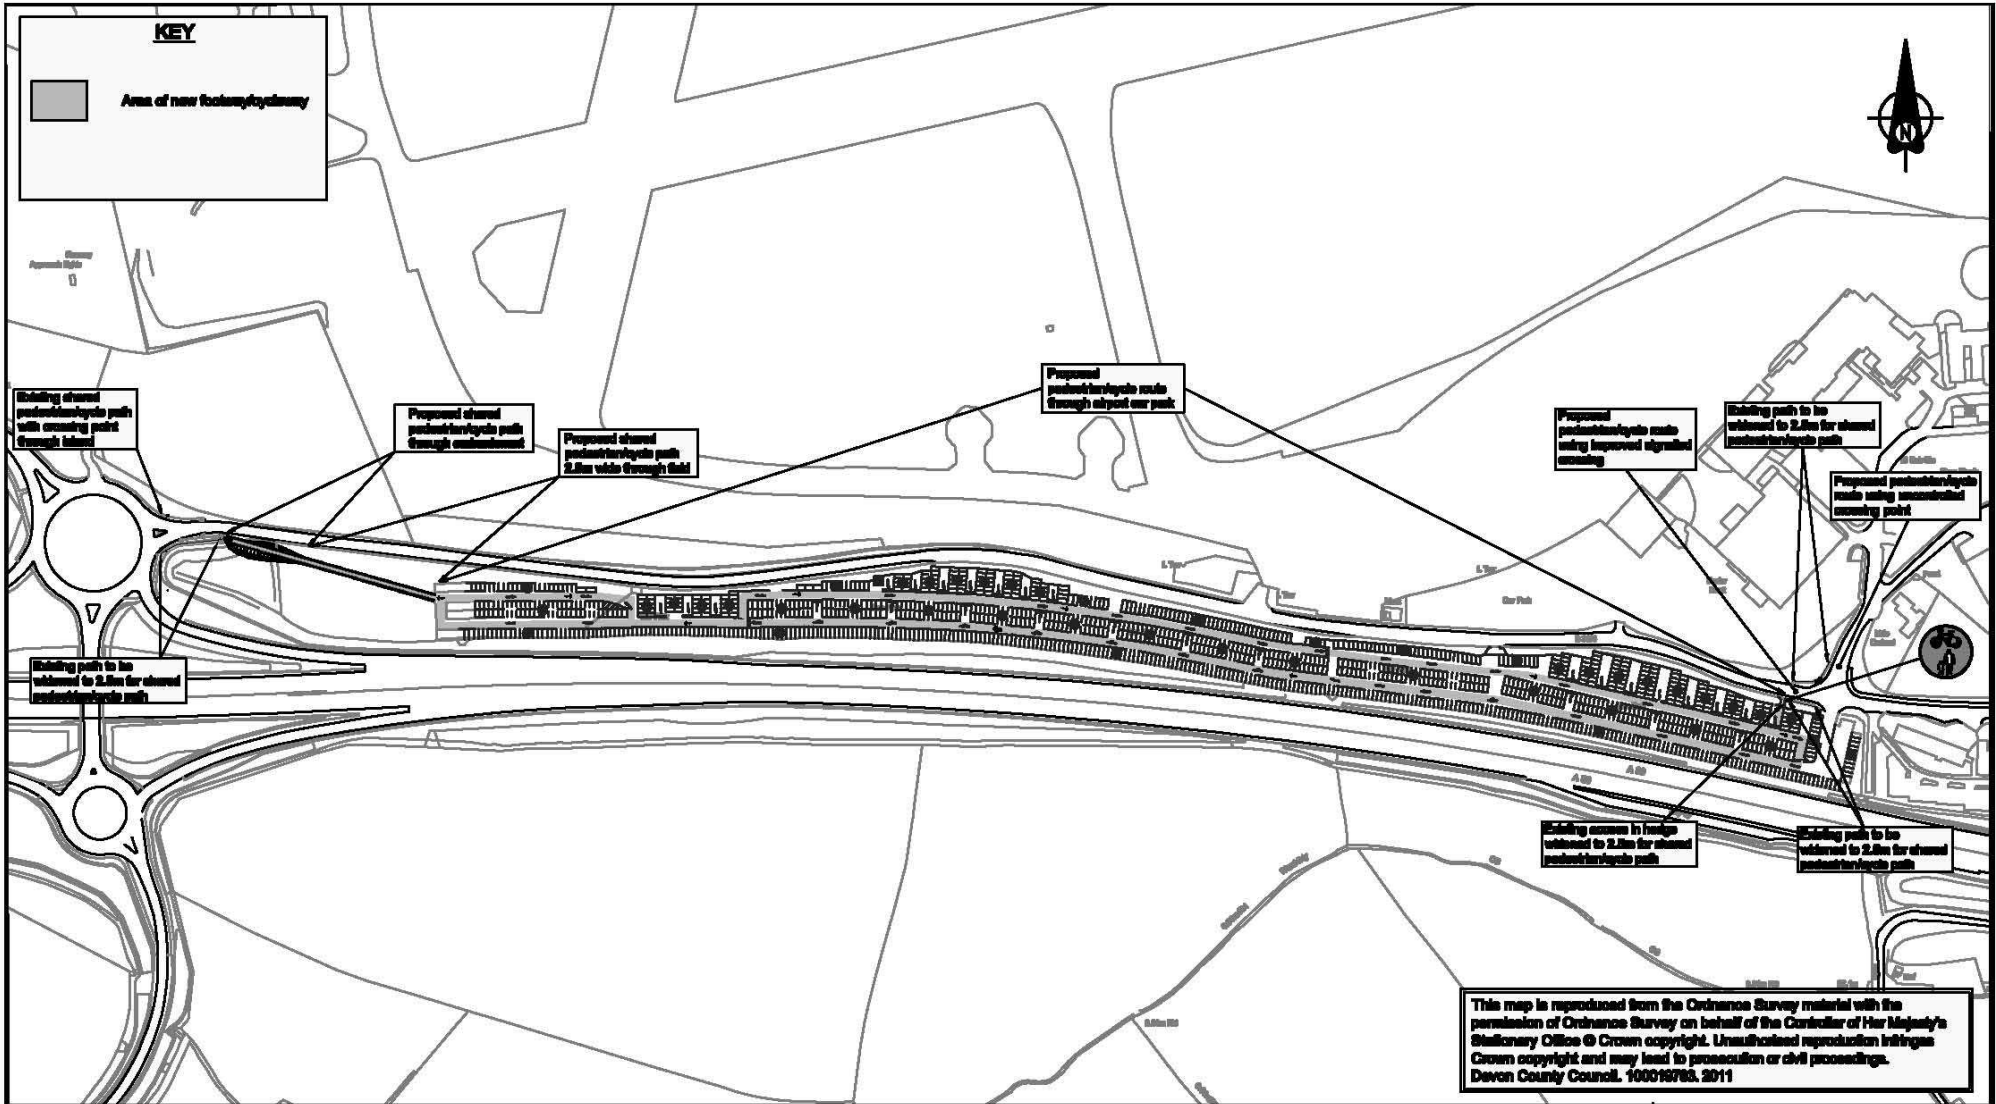 KEY
Area of new footway/cycleway
N
Runway
Approach lights
Existing shared
pedestrian/cycle path
with crossing point
through island
Proposed shared
pedestrian/cycle path
through embankment
Proposed shared
pedestrian/cycle path
2.5m wide through field
Proposed
pedestrian/cycle route
through airport car park
Proposed
pedestrian/cycle route
using improved signalled
crossing
Existing path to be
widened to 2.5m for shared
pedestrian/cycle path
Proposed pedestrian/cycle
route using uncontrolled
crossing point
Car Park
Pond
Existing path to be
widened to 2.5m for shared
pedestrian/cycle path
A 30
A 30
Existing access in hedge
widened to 2.5m for shared
pedestrian/cycle path
Existing path to be
widened to 2.5m for shared
pedestrian/cycle path
This map is reproduced from the Ordnance Survey material with the
permission of Ordnance Survey on behalf of the Controller of Her Majesty's
Stationary Office © Crown copyright. Unauthorised reproduction infringes
Crown copyright and may lead to prosecution or civil proceedings.
Devon County Council. 100019783. 2011